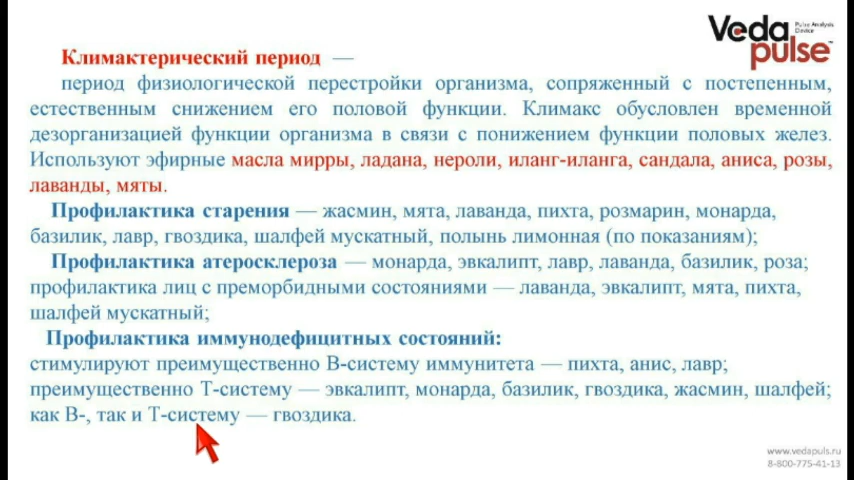 Veda
pulse™
Pulse Analysis
Device
Климактерический период —
период физиологической перестройки организма, сопряженный с постепенным,
естественным снижением его половой функции. Климакс обусловлен временной
дезорганизацией функции организма в связи с понижением функции половых желез.
Используют эфирные масла мирры, ладана, нероли, иланг-иланга, сандала, аниса, розы,
лаванды, мяты.
Профилактика старения — жасмин, мята, лаванда, пихта, розмарин, монарда,
базилик, лавр, гвоздика, шалфей мускатный, полынь лимонная (по показаниям);
Профилактика атеросклероза — монарда, эвкалипт, лавр, лаванда, базилик, роза;
профилактика лиц с преморбидными состояниями — лаванда, эвкалипт, мята, пихта,
шалфей мускатный;
Профилактика иммунодефицитных состояний:
стимулируют преимущественно В-систему иммунитета — пихта, анис, лавр;
преимущественно Т-систему — эвкалипт, монарда, базилик, гвоздика, жасмин, шалфей;
как В-, так и Т-систему — гвоздика.
www.vedapuls.ru
8-800-775-41-13